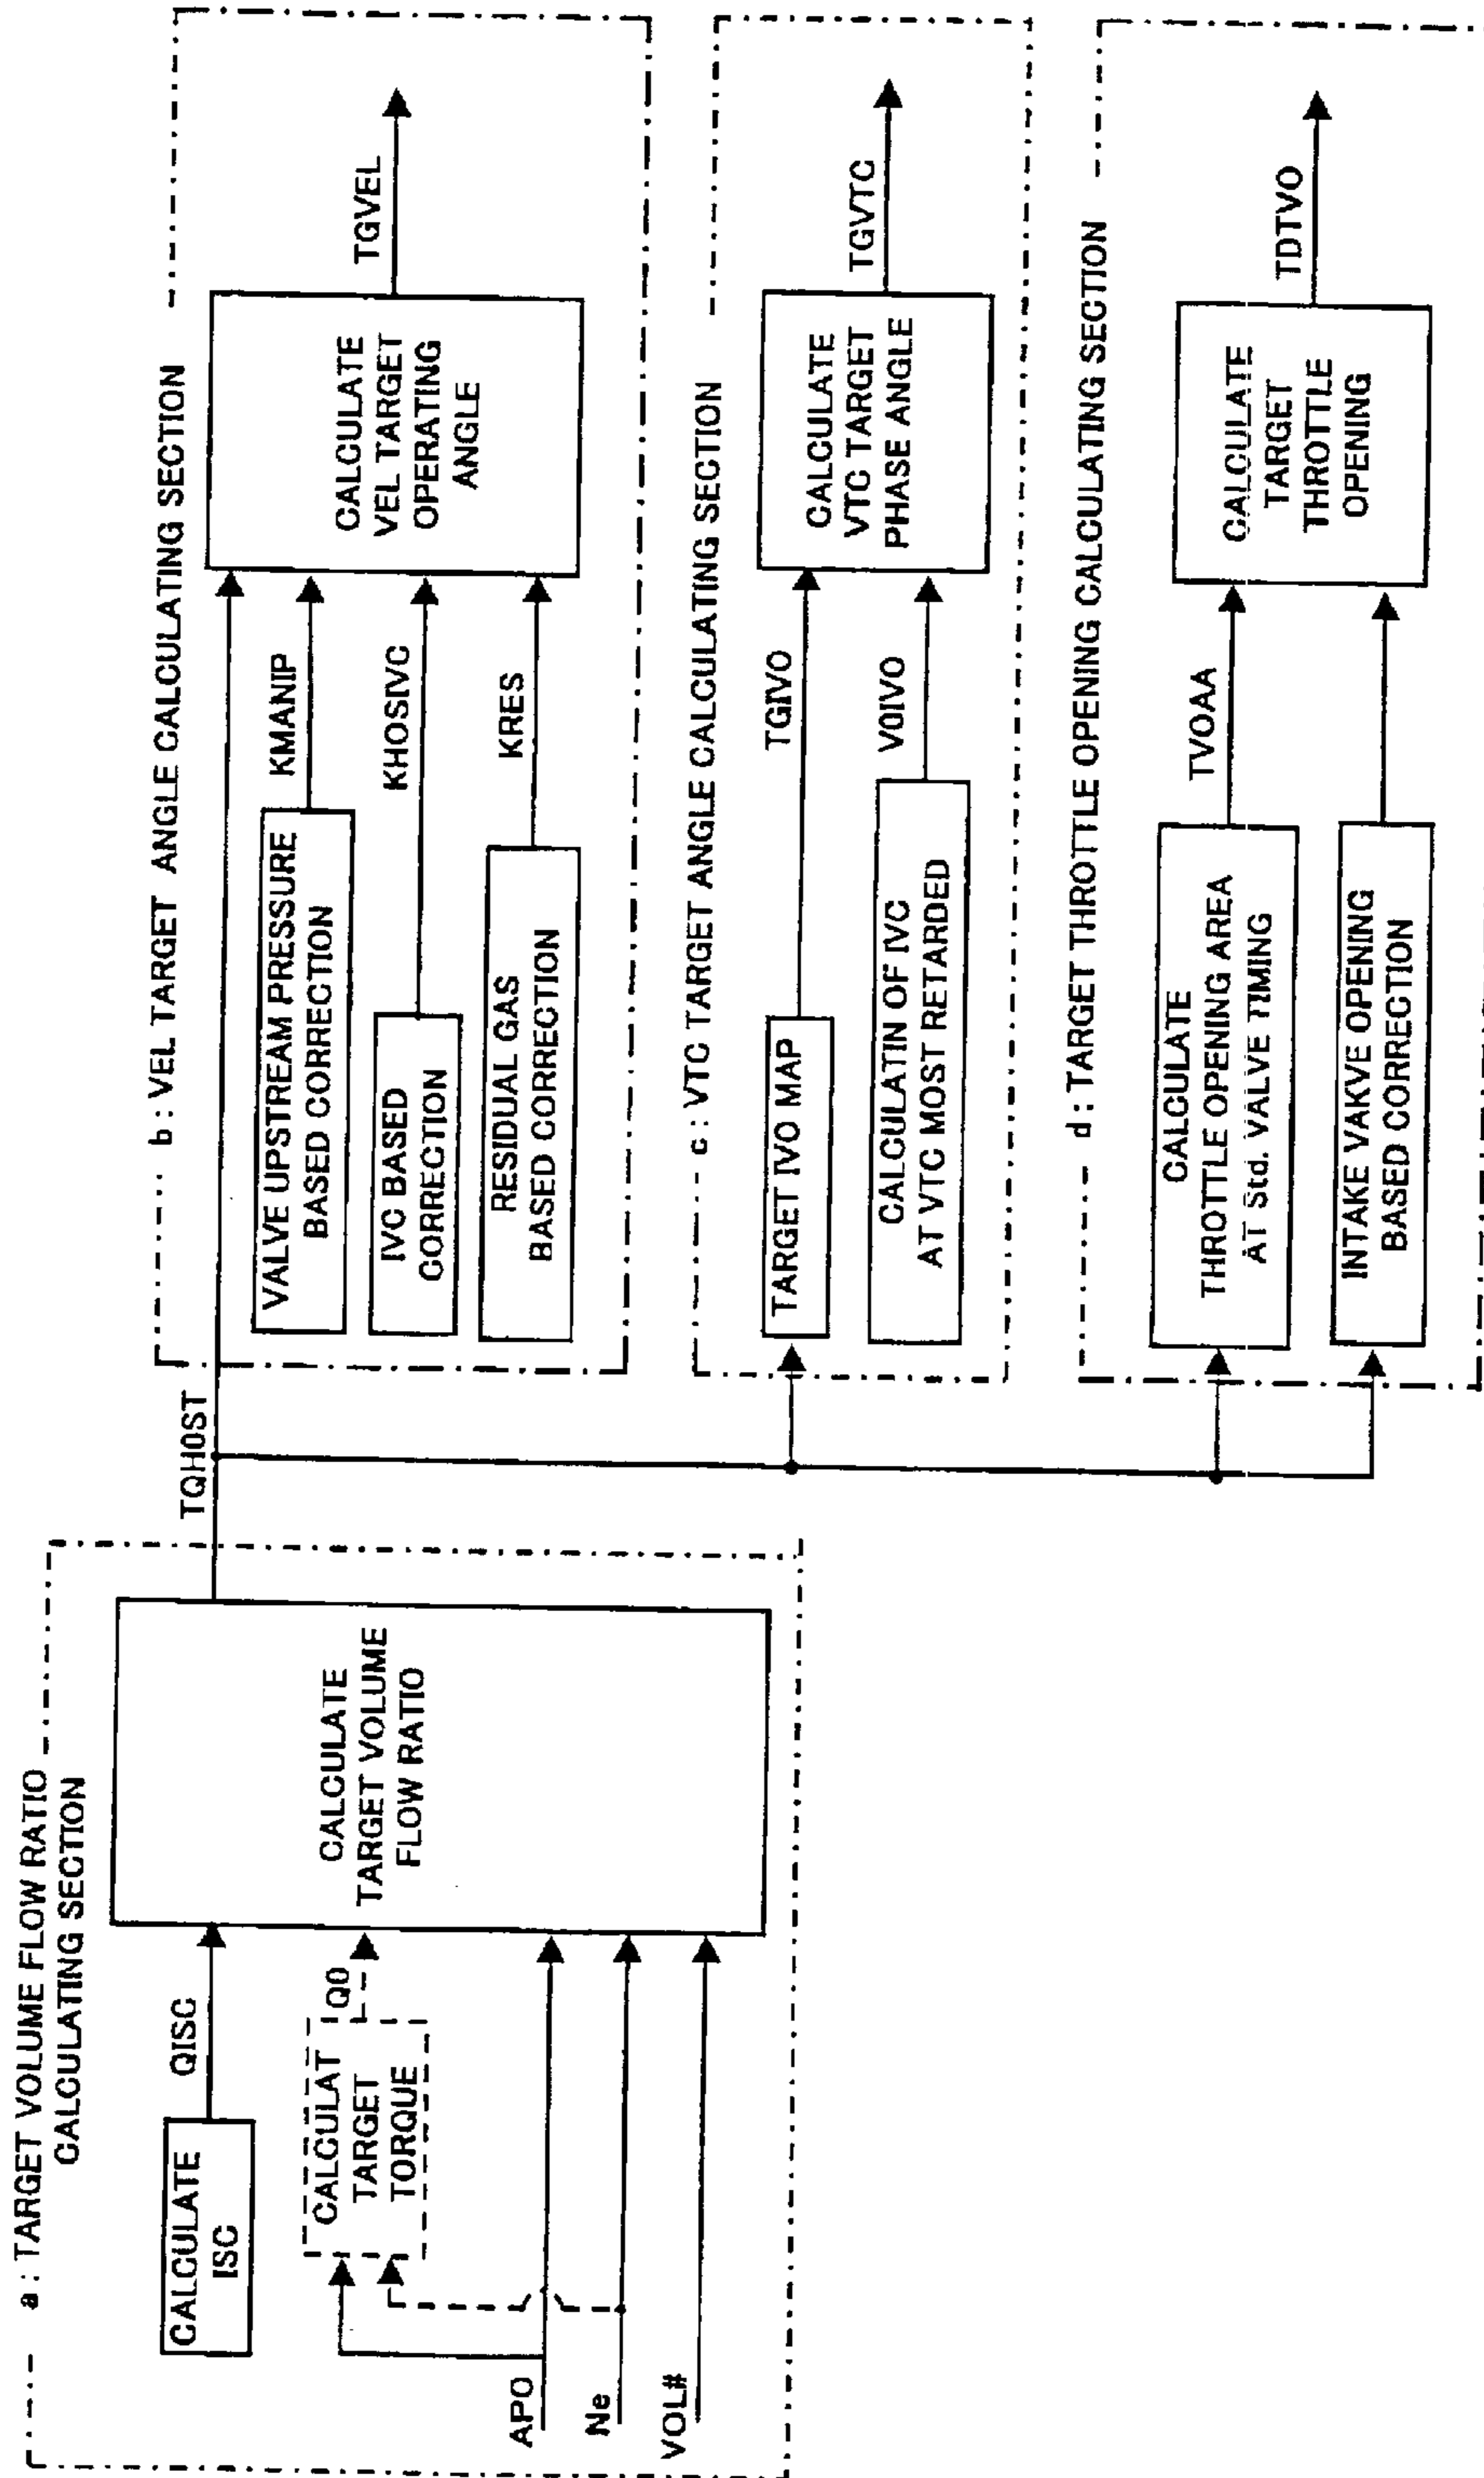 a : TARGET VOLUME FLOW RATIO
CALCULATING SECTION
CALCULATE
ISC
QISC
CALCULAT
TARGET
TORQUE
Q0
APO
Ne
VOL#
CALCULATE
TARGET VOLUME
FLOW RATIO
TQH0ST
b : VEL TARGET ANGLE CALCULATING SECTION
VALVE UPSTREAM PRESSURE
BASED CORRECTION
KMANIP
IVC BASED
CORRECTION
KHOSIVC
RESIDUAL GAS
BASED CORRECTION
KRES
CALCULATE
VEL TARGET
OPERATING
ANGLE
TGVEL
c : VTC TARGET ANGLE CALCULATING SECTION
TARGET IVO MAP
TGIVO
CALCULATIN OF IVC
AT VTC MOST RETARDED
V0IVO
CALCULATE
VTC TARGET
PHASE ANGLE
TGVTC
d : TARGET THROTTLE OPENING CALCULATING SECTION
CALCULATE
THROTTLE OPENING AREA
AT Std. VALVE TIMING
TVOAA
INTAKE VAKVE OPENING
BASED CORRECTION
CALCULATE
TARGET
THROTTLE
OPENING
TDTVO